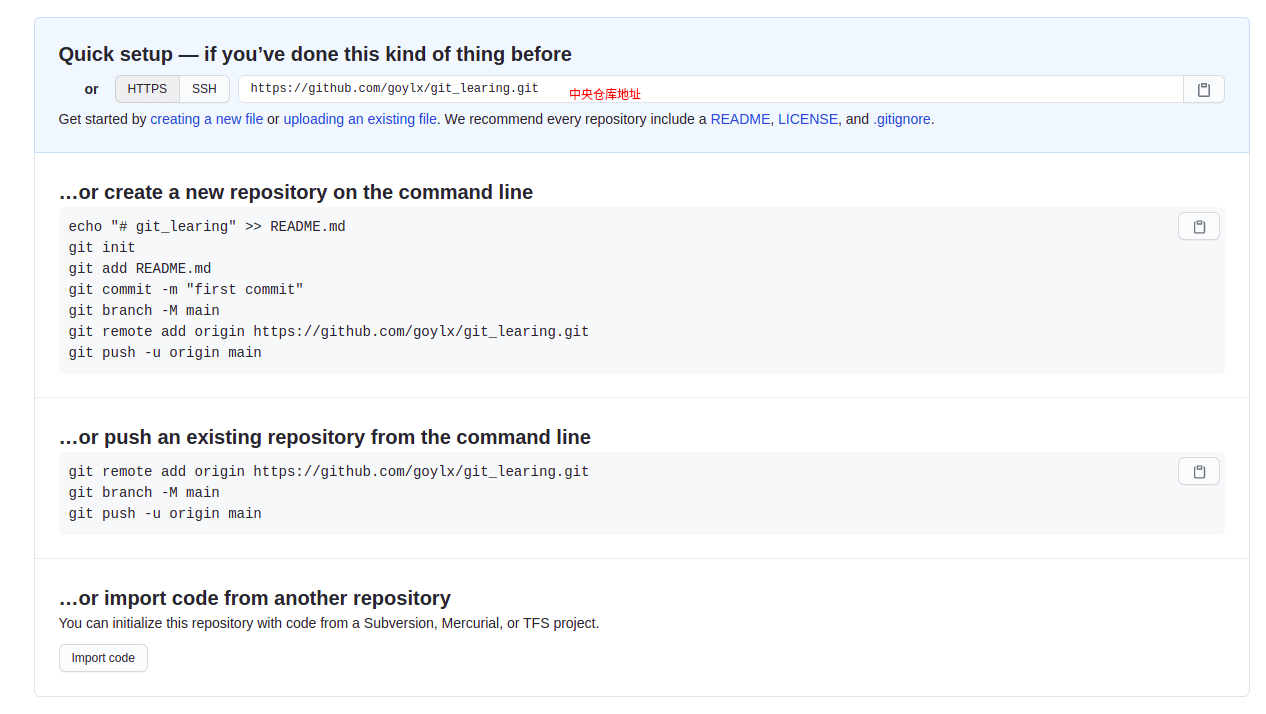 Quick setup — if you’ve done this kind of thing before
or HTTPS SSH https://github.com/goylx/git_learing.git 中央仓库地址
Get started by creating a new file or uploading an existing file. We recommend every repository include a README, LICENSE, and .gitignore.
…or create a new repository on the command line
echo "# git_learing" >> README.md
git init
git add README.md
git commit -m "first commit"
git branch -M main
git remote add origin https://github.com/goylx/git_learing.git
git push -u origin main
…or push an existing repository from the command line
git remote add origin https://github.com/goylx/git_learing.git
git branch -M main
git push -u origin main
…or import code from another repository
You can initialize this repository with code from a Subversion, Mercurial, or TFS project.
Import code